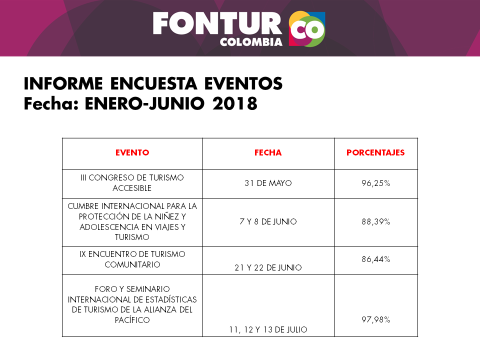 FONTUR CO
COLOMBIA
INFORME ENCUESTA EVENTOS
Fecha: ENERO-JUNIO 2018
EVENTO FECHA PORCENTAJES
III CONGRESO DE TURISMO
ACCESIBLE
31 DE MAYO
96,25%
CUMBRE INTERNACIONAL PARA LA
PROTECCIÓN DE LA NIÑEZ Y
ADOLESCENCIA EN VIAJES Y
TURISMO
7 Y 8 DE JUNIO
88,39%
IX ENCUENTRO DE TURISMO
COMUNITARIO
21 Y 22 DE JUNIO
86,44%
FORO Y SEMINARIO
INTERNACIONAL DE ESTADÍSTICAS
DE TURISMO DE LA ALIANZA DEL
PACÍFICO
11, 12 Y 13 DE JULIO
97,98%